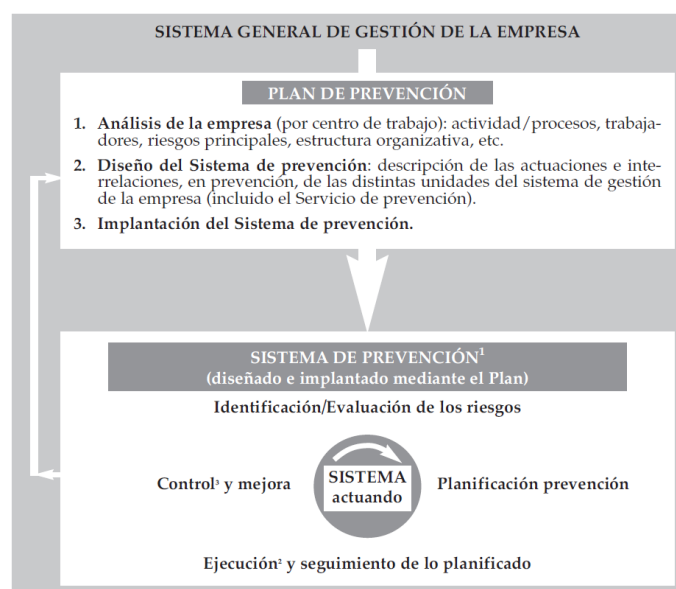 SISTEMA GENERAL DE GESTIÓN DE LA EMPRESA
PLAN DE PREVENCIÓN
1. Análisis de la empresa (por centro de trabajo): actividad/procesos, trabaja-
dores, riesgos principales, estructura organizativa, etc.
2. Diseño del Sistema de prevención: descripción de las actuaciones e inte-
rrelaciones, en prevención, de las distintas unidades del sistema de gestión
de la empresa (incluido el Servicio de prevención).
3. Implantación del Sistema de prevención.
SISTEMA DE PREVENCIÓN¹
(diseñado e implantado mediante el Plan)
Identificación/Evaluación de los riesgos
Control³ y mejora
SISTEMA
actuando
Planificación prevención
Ejecución² y seguimiento de lo planificado